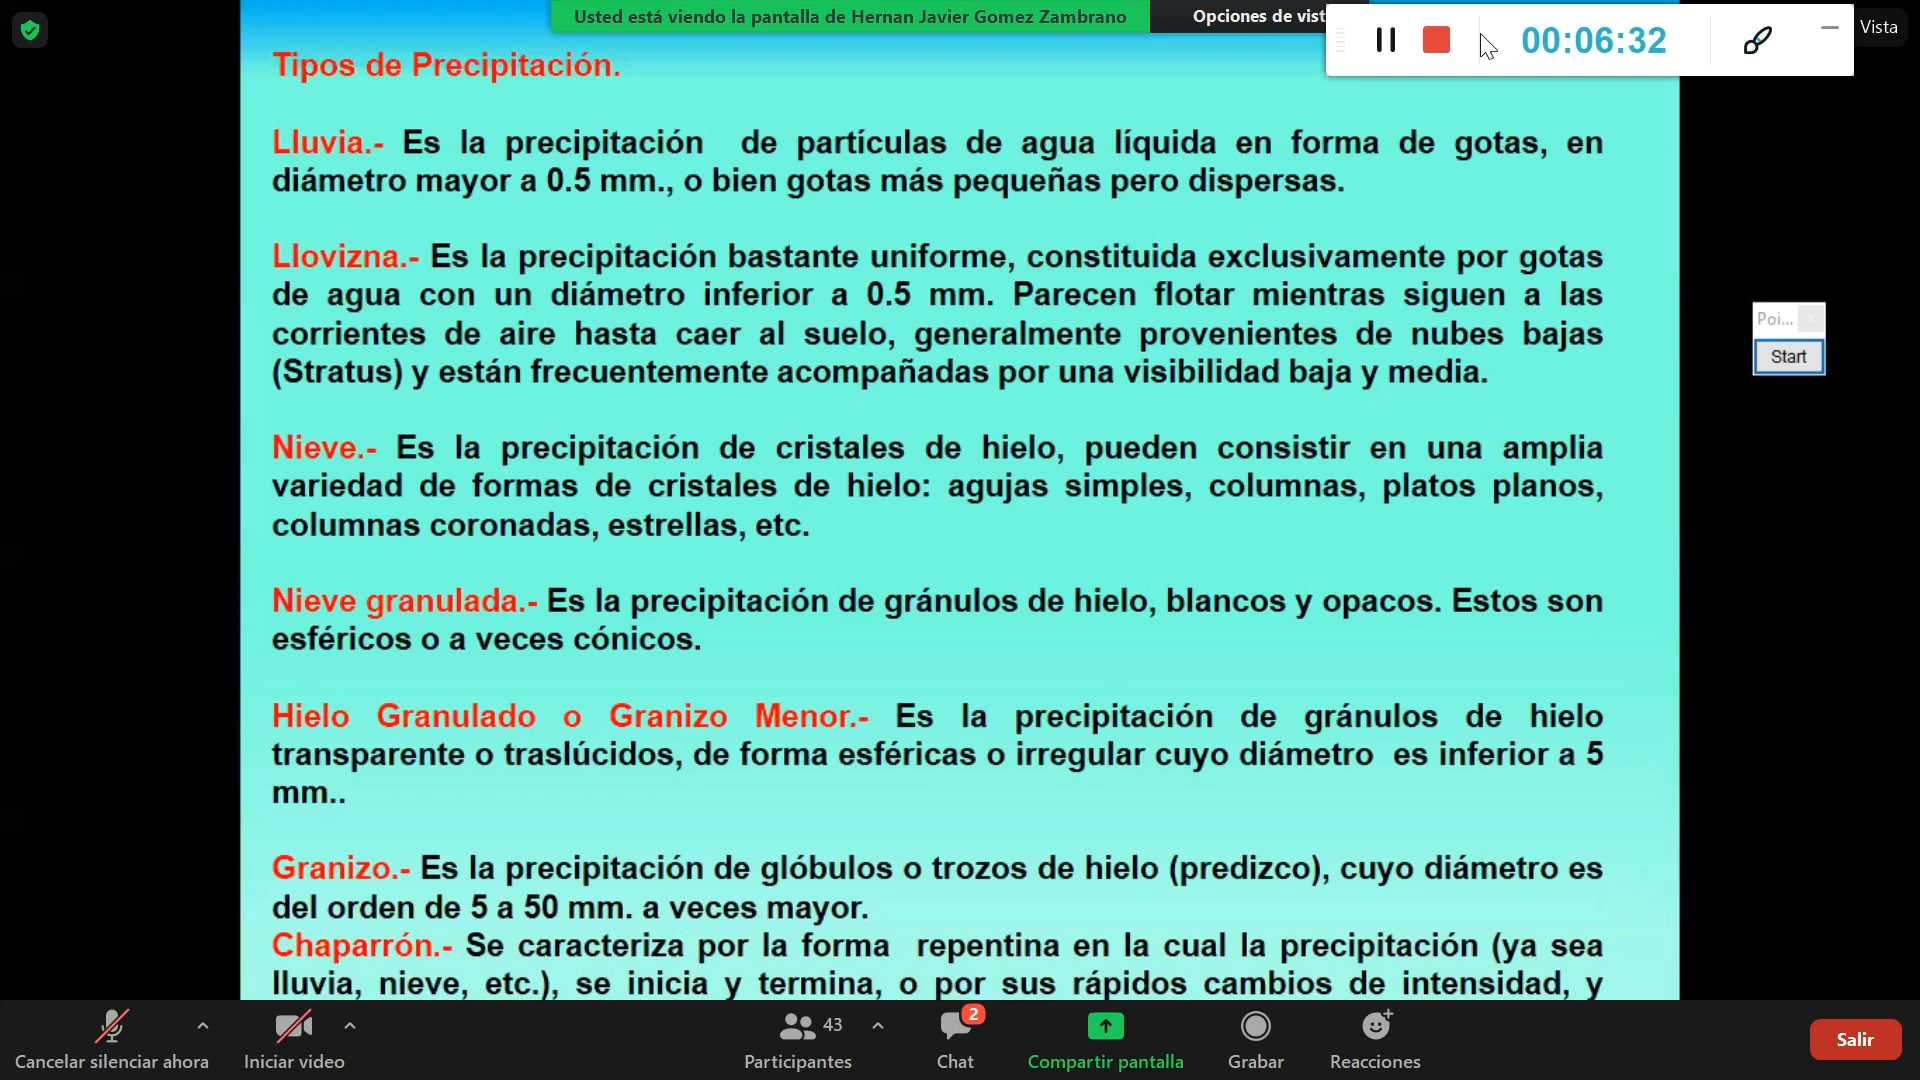 Usted está viendo la pantalla de Hernan Javier Gomez Zambrano
Opciones de vist
00:06:32
Vista
Tipos de Precipitación.
Lluvia.- Es la precipitación de partículas de agua líquida en forma de gotas, en
diámetro mayor a 0.5 mm., o bien gotas más pequeñas pero dispersas.
Llovizna.- Es la precipitación bastante uniforme, constituida exclusivamente por gotas
de agua con un diámetro inferior a 0.5 mm. Parecen flotar mientras siguen a las
corrientes de aire hasta caer al suelo, generalmente provenientes de nubes bajas
(Stratus) y están frecuentemente acompañadas por una visibilidad baja y media.
Poi...
Start
Nieve.- Es la precipitación de cristales de hielo, pueden consistir en una amplia
variedad de formas de cristales de hielo: agujas simples, columnas, platos planos,
columnas coronadas, estrellas, etc.
Nieve granulada.- Es la precipitación de gránulos de hielo, blancos y opacos. Estos son
esféricos o a veces cónicos.
Hielo Granulado o Granizo Menor.- Es la precipitación de gránulos de hielo
transparente o traslúcidos, de forma esféricas o irregular cuyo diámetro es inferior a 5
mm..
Granizo.- Es la precipitación de glóbulos o trozos de hielo (predizco), cuyo diámetro es
del orden de 5 a 50 mm. a veces mayor.
Chaparrón.- Se caracteriza por la forma repentina en la cual la precipitación (ya sea
lluvia, nieve, etc.), se inicia y termina, o por sus rápidos cambios de intensidad, y
Cancelar silenciar ahora
Iniciar video
43
Participantes
2
Chat
Compartir pantalla
Grabar
Reacciones
Salir